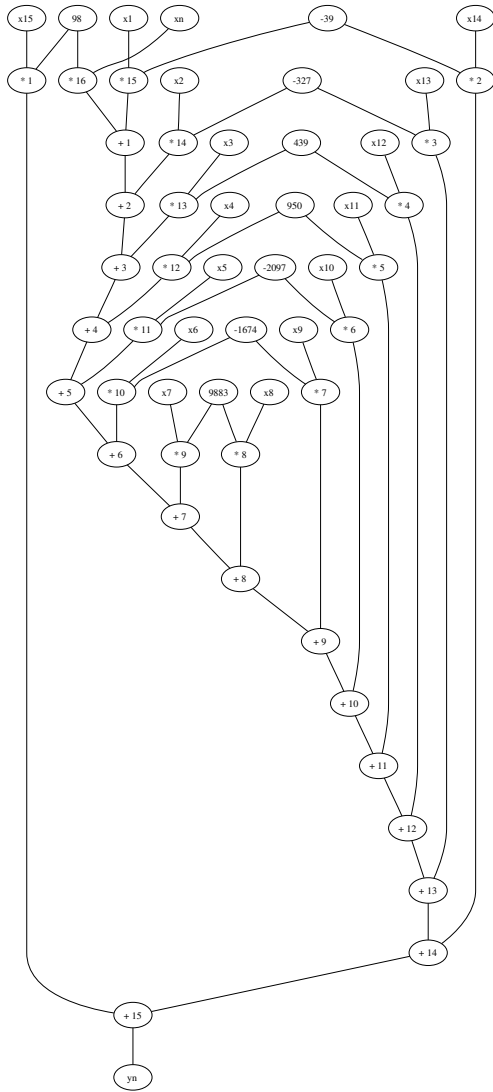 x15 98 x1 xn -39 x14
* 1 * 16 * 15 x2 -327 x13 * 2
+ 1 * 14 x3 439 x12 * 3
+ 2 * 13 x4 950 x11 * 4
+ 3 * 12 x5 -2097 x10 * 5
+ 4 * 11 x6 -1674 x9 * 6
+ 5 * 10 x7 9883 x8 * 7
+ 6 * 9 * 8
+ 7
+ 8
+ 9
+ 10
+ 11
+ 12
+ 13
+ 14
+ 15
yn